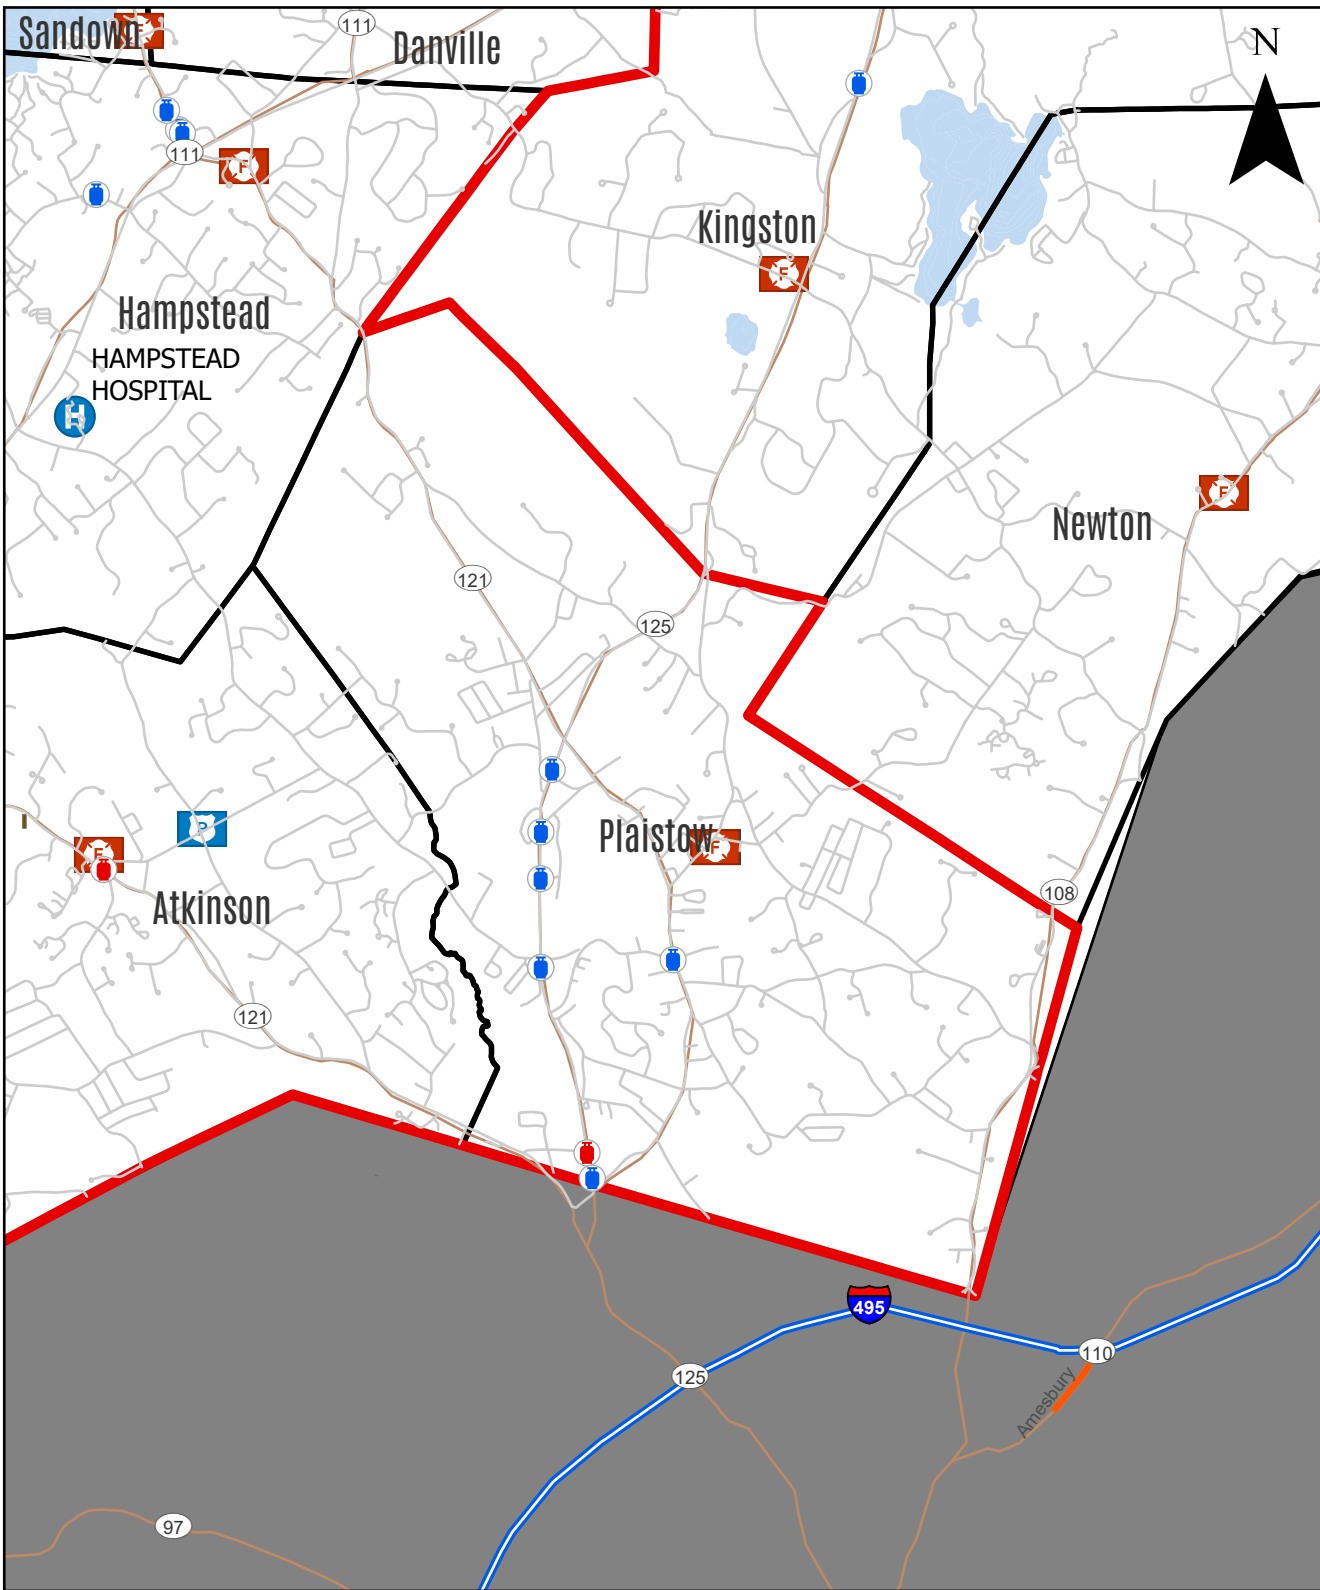 Sandown
F
111
Danville
N
111
F
Kingston
F
Hampstead
HAMPSTEAD
HOSPITAL
H
F
Newton
121
125
P
Plaistow
F
F
108
Atkinson
121
495
110
125
Amesbury
97